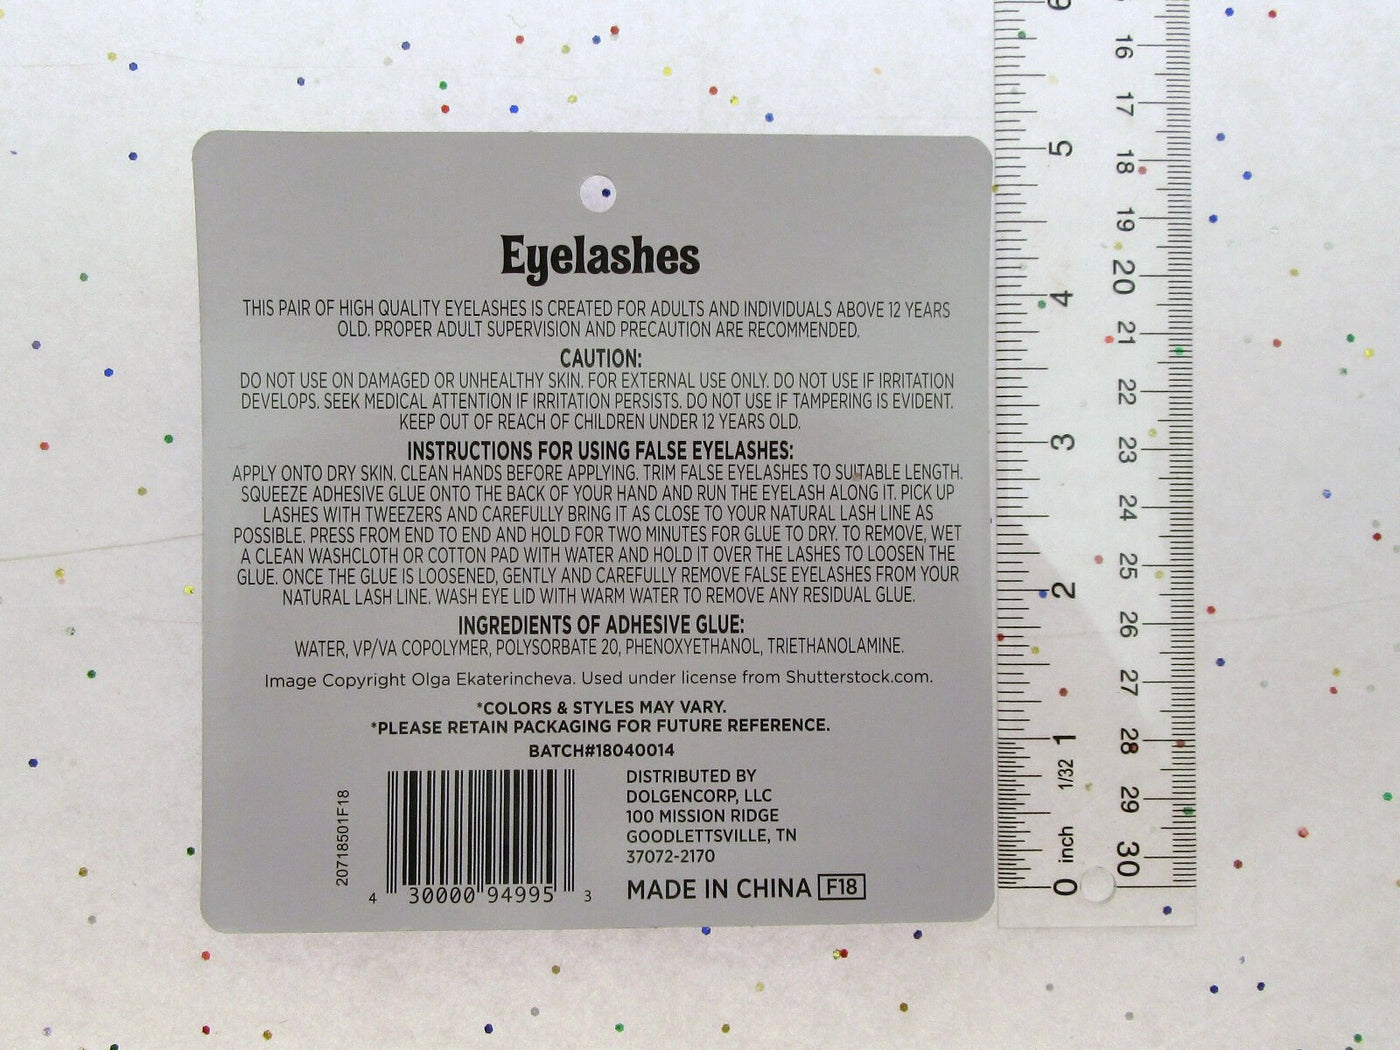 Eyelashes
THIS PAIR OF HIGH QUALITY EYELASHES IS CREATED FOR ADULTS AND INDIVIDUALS ABOVE 12 YEARS
OLD. PROPER ADULT SUPERVISION AND PRECAUTION ARE RECOMMENDED.
CAUTION:
DO NOT USE ON DAMAGED OR UNHEALTHY SKIN. FOR EXTERNAL USE ONLY. DO NOT USE IF IRRITATION
DEVELOPS. SEEK MEDICAL ATTENTION IF IRRITATION PERSISTS. DO NOT USE IF TAMPERING IS EVIDENT.
KEEP OUT OF REACH OF CHILDREN UNDER 12 YEARS OLD.
INSTRUCTIONS FOR USING FALSE EYELASHES:
APPLY ONTO DRY SKIN. CLEAN HANDS BEFORE APPLYING. TRIM FALSE EYELASHES TO SUITABLE LENGTH.
SQUEEZE ADHESIVE GLUE ONTO THE BACK OF YOUR HAND AND RUN THE EYELASH ALONG IT. PICK UP
LASHES WITH TWEEZERS AND CAREFULLY BRING IT AS CLOSE TO YOUR NATURAL LASH LINE AS
POSSIBLE. PRESS FROM END TO END AND HOLD FOR TWO MINUTES FOR GLUE TO DRY. TO REMOVE, WET
A CLEAN WASHCLOTH OR COTTON PAD WITH WATER AND HOLD IT OVER THE LASHES TO LOOSEN THE
GLUE. ONCE THE GLUE IS LOOSENED, GENTLY AND CAREFULLY REMOVE FALSE EYELASHES FROM YOUR
NATURAL LASH LINE. WASH EYE LID WITH WARM WATER TO REMOVE ANY RESIDUAL GLUE.
INGREDIENTS OF ADHESIVE GLUE:
WATER, VP/VA COPOLYMER, POLYSORBATE 20, PHENOXYETHANOL, TRIETHANOLAMINE.
Image Copyright Olga Ekaterincheva. Used under license from Shutterstock.com.
*COLORS & STYLES MAY VARY.
*PLEASE RETAIN PACKAGING FOR FUTURE REFERENCE.
BATCH#18040014
20718501F18
4 30000 94995 3
DISTRIBUTED BY
DOLGENCORP, LLC
100 MISSION RIDGE
GOODLETTSVILLE, TN
37072-2170
MADE IN CHINA F18
6
5
4
3
2
1
1/32
inch
0
16
17
18
19
20
21
22
23
24
25
26
27
28
29
30